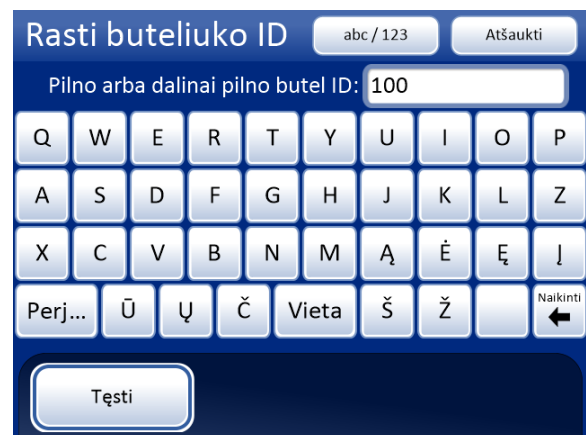 Rasti buteliuko ID abc / 123 Atšaukti
Pilno arba dalinai pilno butel ID: 100
Q W E R T Y U I O P
A S D F G H J K L Z
X C V B N M Ą Ė Ę Į
Perj... Ū Ų Č Vieta Š Ž Naikinti
Tęsti